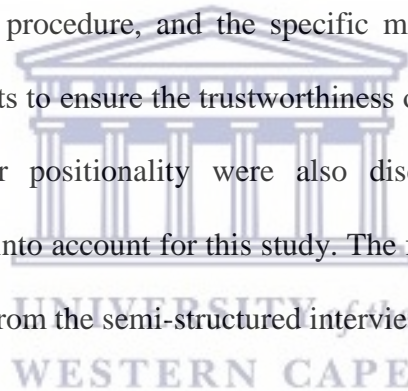 procedure, and the specific m
ts to ensure the trustworthiness
r positionality were also dis
into account for this study. The
rom the semi-structured intervie
UNIVERSITY of the
WESTERN CAPE